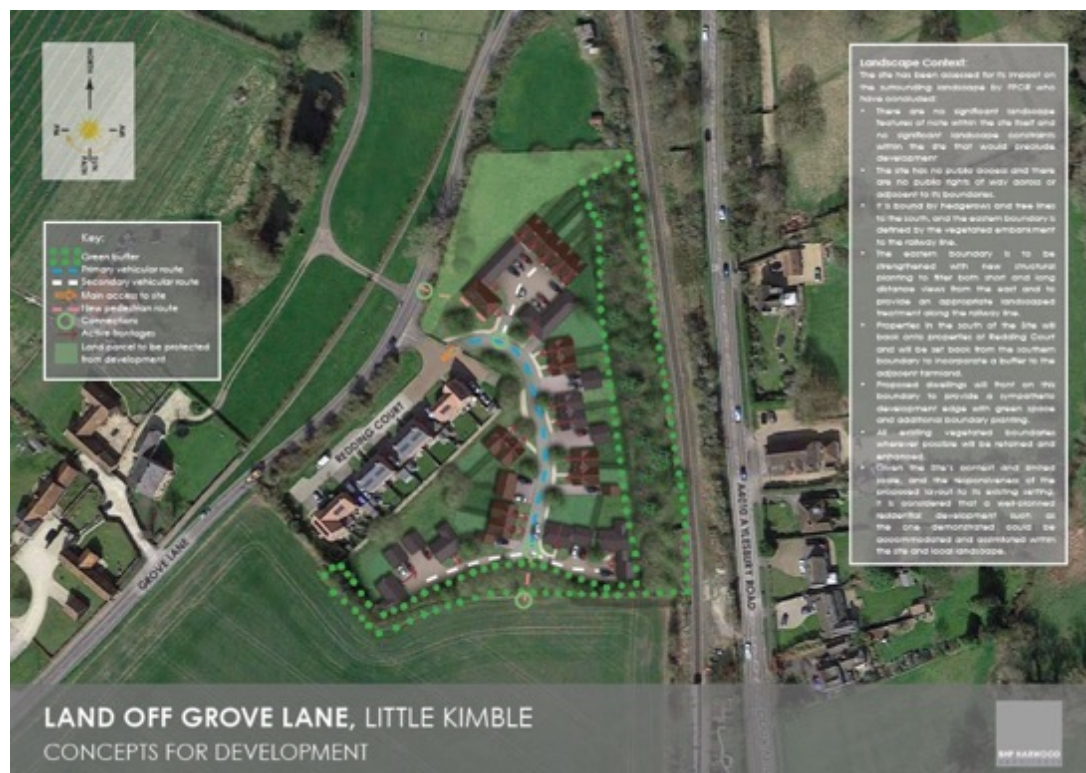 NORTH
Key:
Green buffer
Primary vehicular route
Secondary vehicular route
Main access to site
New pedestrian route
Connections
Active frontages
Land parcel to be protected
from development
REDDING COURT
GROVE LANE
A4010 AYLESBURY ROAD
Landscape Context:
The site has been assessed for its impact on
the surrounding landscape by who
have concluded:
• There are no significant landscape
features of note within the site itself and
no significant landscape constraints
within the site that would preclude
development
• The site has no public access and there
are no public rights of way across or
adjacent to its boundaries.
• It is bound by hedgerows and tree lines
to the south, and the eastern boundary is
defined by the vegetated embankment
to the railway line.
• The eastern boundary is to be
strengthened with new structural
planting to filter both short and long
distance views from the east and to
provide an appropriate landscaped
treatment along the railway line.
• Properties in the south of the Site will
back onto properties of Redding Court
and will be set back from the southern
boundary to incorporate a buffer to the
adjacent farmland.
• Proposed dwellings will front on this
boundary to provide a sympathetic
development edge with green space
and additional boundary planting.
• All existing vegetated boundaries
wherever possible will be retained and
enhanced.
• Given the Site's context and limited
scale, and the responsiveness of the
proposed layout to its existing setting,
it is considered that a well-planned
residential development such as
the one demonstrated could be
accommodated and assimilated within
the site and local landscape.
LAND OFF GROVE LANE, LITTLE KIMBLE
CONCEPTS FOR DEVELOPMENT
HARWOOD